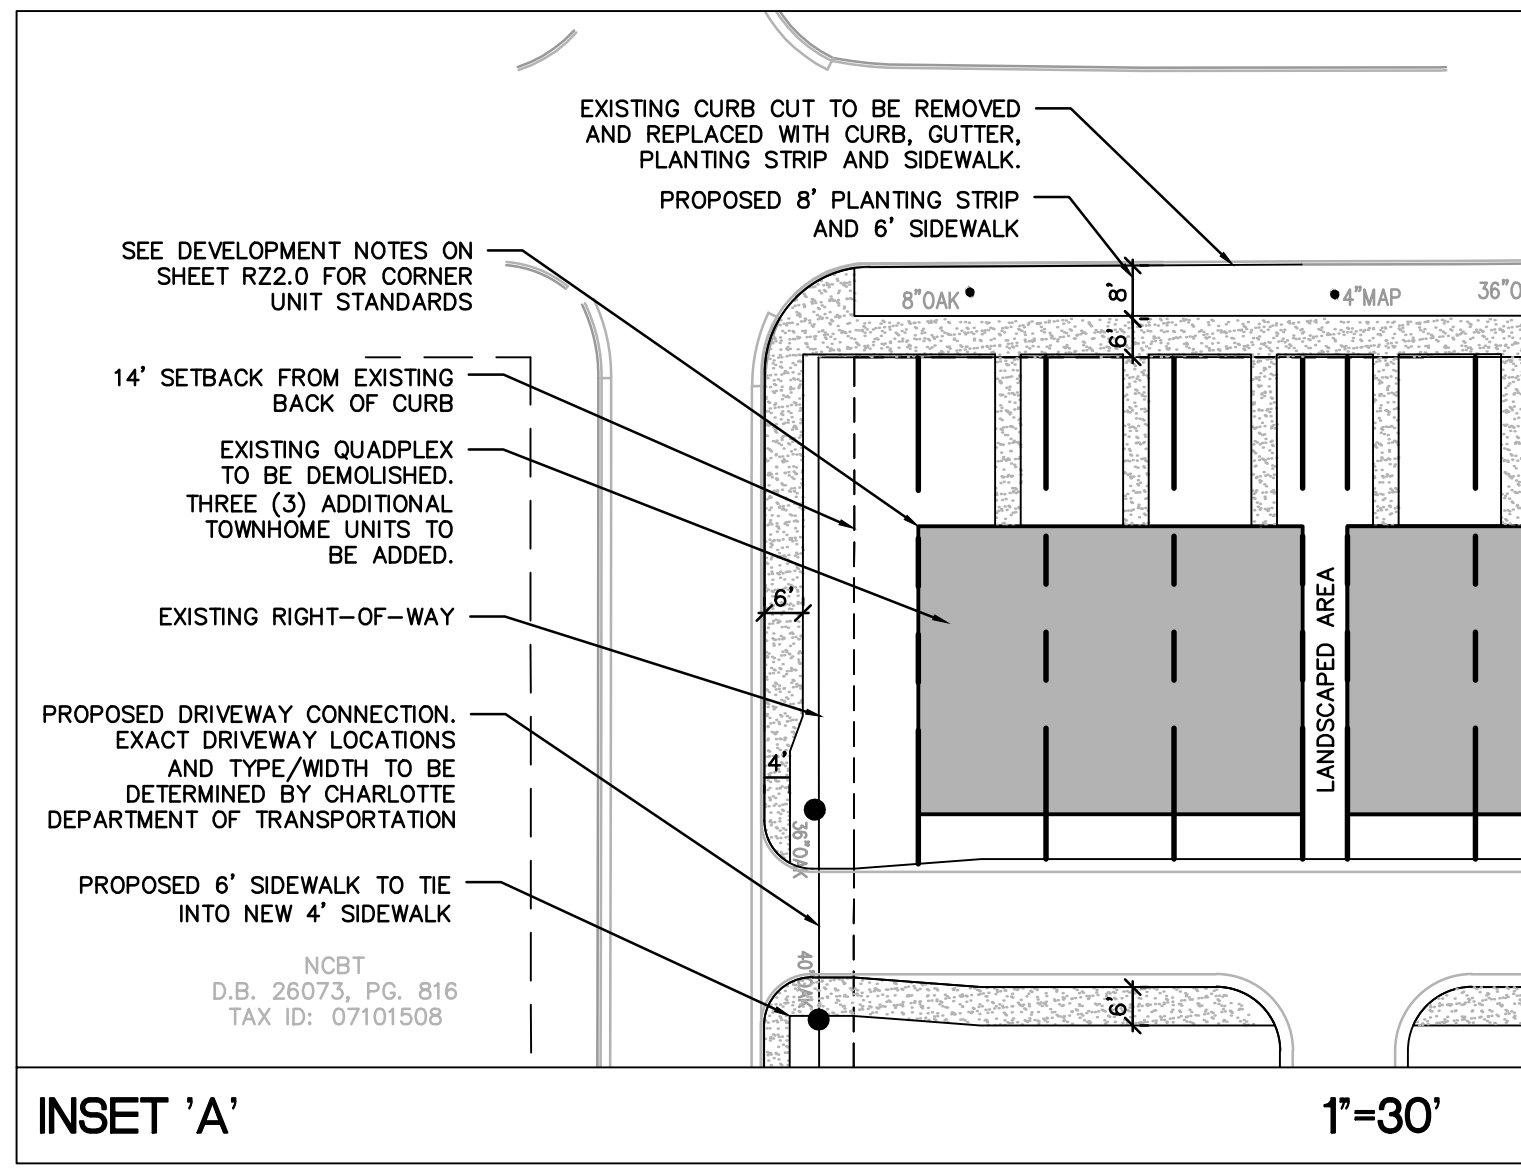 EXISTING CURB CUT TO BE REMOVED
AND REPLACED WITH CURB, GUTTER,
PLANTING STRIP AND SIDEWALK.
PROPOSED 8' PLANTING STRIP
AND 6' SIDEWALK
SEE DEVELOPMENT NOTES ON
SHEET RZ2.0 FOR CORNER
UNIT STANDARDS
8"OAK
8'
4"MAP
36"O
6'
14' SETBACK FROM EXISTING
BACK OF CURB
EXISTING QUADPLEX
TO BE DEMOLISHED.
THREE (3) ADDITIONAL
TOWNHOME UNITS TO
BE ADDED.
6'
EXISTING RIGHT-OF-WAY
LANDSCAPED AREA
PROPOSED DRIVEWAY CONNECTION.
EXACT DRIVEWAY LOCATIONS
AND TYPE/WIDTH TO BE
DETERMINED BY CHARLOTTE
DEPARTMENT OF TRANSPORTATION
4'
36"OAK
PROPOSED 6' SIDEWALK TO TIE
INTO NEW 4' SIDEWALK
40"OAK
6'
NCBT
D.B. 26073, PG. 816
TAX ID: 07101508
INSET 'A'
1"=30'